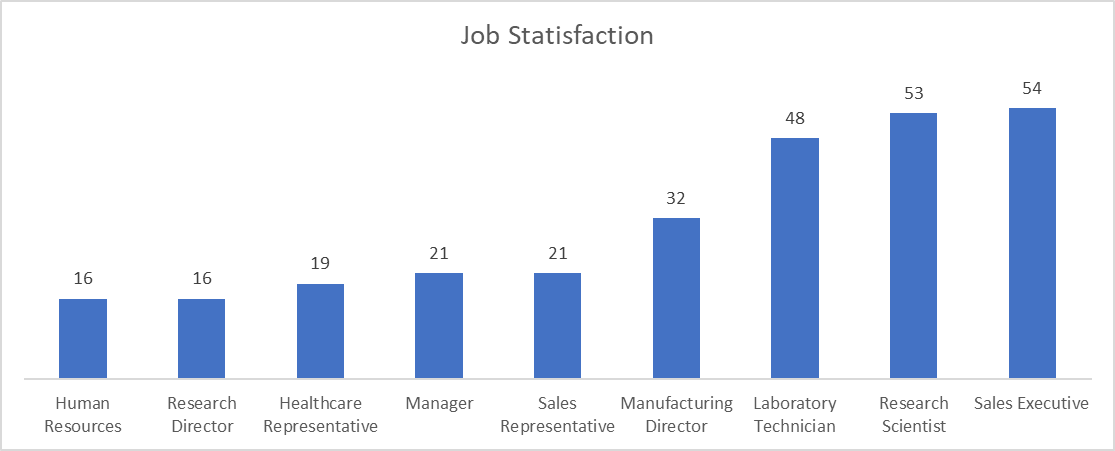 Job Statisfaction
54
53
48
32
21
21
19
16
16
Human
Resources
Research
Director
Healthcare
Representative
Manager
Sales
Representative
Manufacturing
Director
Laboratory
Technician
Research
Scientist
Sales Executive